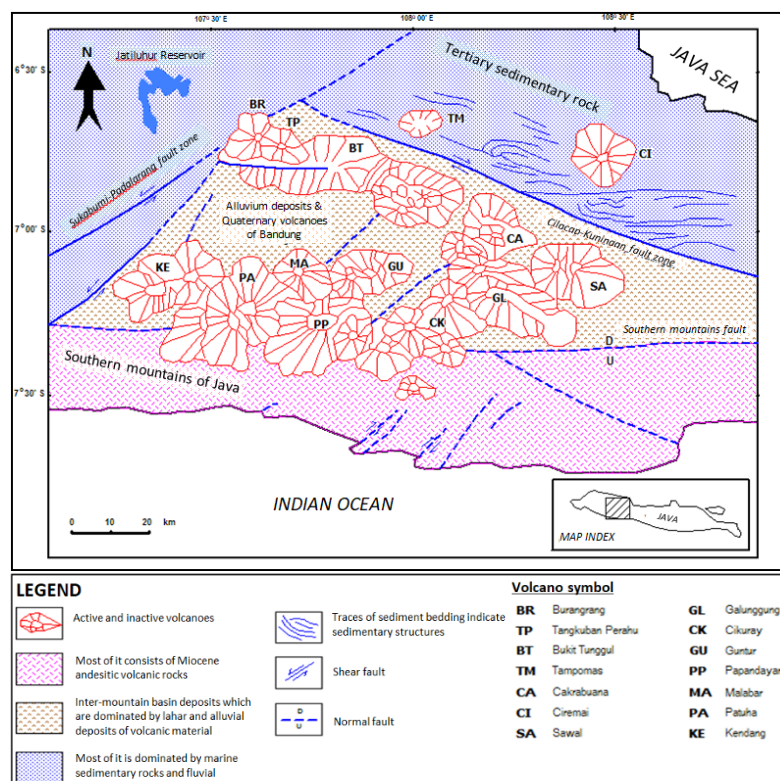 107° 30' E
108° 00' E
108° 30' E
6° 30' S
7° 00' S
7° 30' S
N
Jatiluhur Reservoir
Tertiary sedimentary rock
JAVA SEA
BR
TP
TM
BT
CI
Sukabumi-Padalarang fault zone
Alluvium deposits &
Quaternary volcanoes
of Bandung
CA
Cilacap-Kuninaan fault zone
KE
MA
GU
PA
SA
GL
PP
CK
Southern mountains fault
D
U
Southern mountains of Java
INDIAN OCEAN
0 10 20 km
JAVA
MAP INDEX
LEGEND
Active and inactive volcanoes
Most of it consists of Miocene
andesitic volcanic rocks
Inter-mountain basin deposits which
are dominated by lahar and alluvial
deposits of volcanic material
Most of it is dominated by marine
sedimentary rocks and fluvial
Traces of sediment bedding indicate
sedimentary structures
Shear fault
D
U
Normal fault
Volcano symbol
BR Burangrang
TP Tangkuban Perahu
BT Bukit Tunggul
TM Tampomas
CA Cakrabuana
CI Ciremai
SA Sawal
GL Galunggung
CK Cikuray
GU Guntur
PP Papandayan
MA Malabar
PA Patuha
KE Kendang